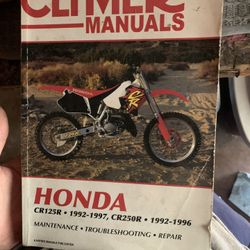 CLYMER
MANUALS
HONDA
CR125R • 1992-1997, CR250R • 1992-1996
MAINTENANCE • TROUBLESHOOTING • REPAIR